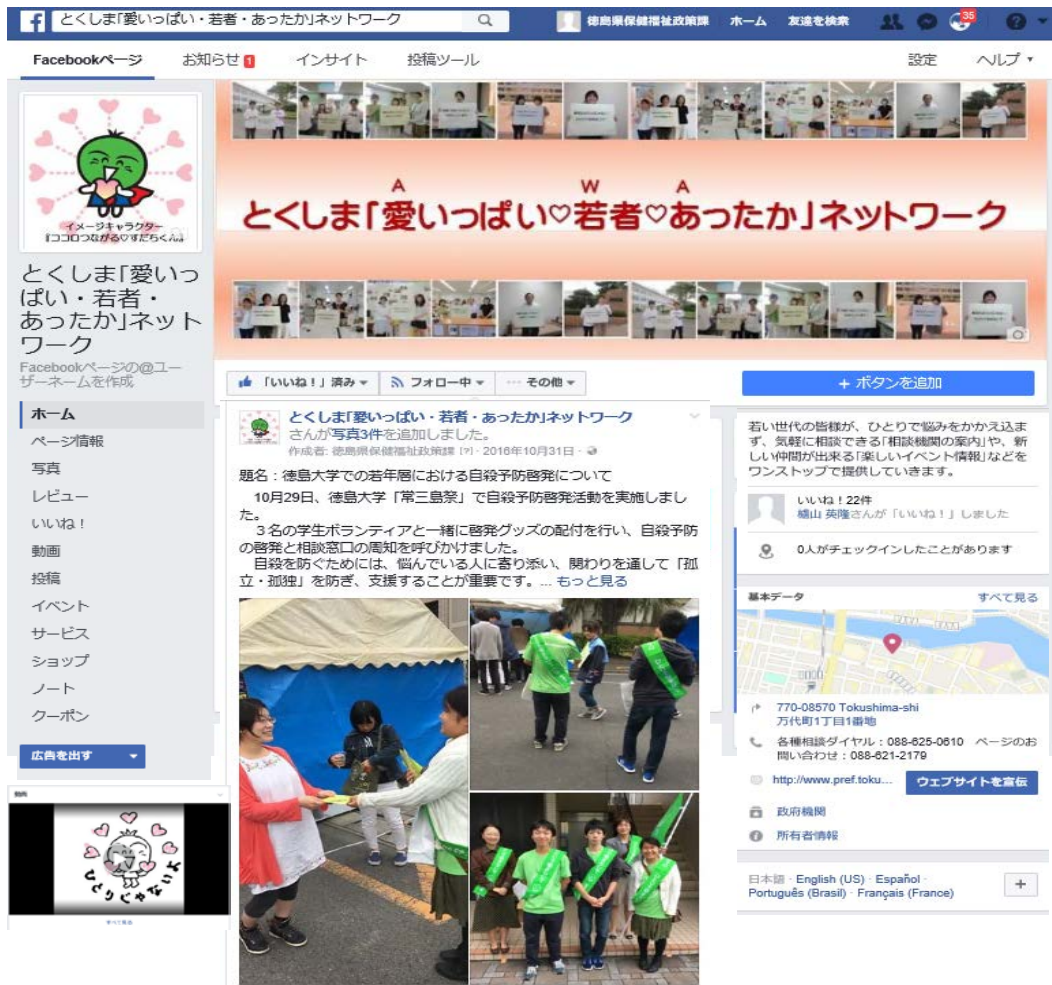 とくしま「愛いっぱい・若者・あったか」ネットワーク
徳島県保健福祉政策課 ホーム 友達を検索 35
Facebookページ お知らせ 1 インサイト 投稿ツール 設定 ヘルプ
イメージキャラクター
『ココロつながる♡すだちくん』
とくしま「愛いっ
ぱい・若者・
あったか」ネット
ワーク
Facebookページの@ユー
ザーネームを作成
ホーム
ページ情報
写真
レビュー
いいね！
動画
投稿
イベント
サービス
ショップ
ノート
クーポン
広告を出す
動画
ひとりじゃないよ
すべて見る
A W A
とくしま「愛いっぱい♡若者♡あったか」ネットワーク
「いいね！」済み フォロー中 ··· その他
+ ボタンを追加
とくしま「愛いっぱい・若者・あったか」ネットワーク
さんが写真3件を追加しました。
作成者: 徳島県保健福祉政策課 [?]· 2016年10月31日 ·
題名：徳島大学での若年層における自殺予防啓発について
10月29日、徳島大学「常三島祭」で自殺予防啓発活動を実施しまし
た。
３名の学生ボランティアと一緒に啓発グッズの配付を行い、自殺予防
の啓発と相談窓口の周知を呼びかけました。
自殺を防ぐためには、悩んでいる人に寄り添い、関わりを通して「孤
立・孤独」を防ぎ、支援することが重要です。... もっと見る
若い世代の皆様が、ひとりで悩みをかかえ込ま
ず、気軽に相談できる「相談機関の案内」や、新
しい仲間が出来る「楽しいイベント情報」などを
ワンストップで提供していきます。
いいね！22件
英隆さんが「いいね！」しました
0人がチェックインしたことがあります
基本データ すべて見る
770-08570 Tokushima-shi
万代町1丁目1番地
各種相談ダイヤル：088-625-0610 ページのお
問い合わせ：088-621-2179
http://www.pref.toku... ウェブサイトを宣伝
政府機関
所有者情報
日本語 · English (US) · Español ·
Português (Brasil) · Français (France)
+